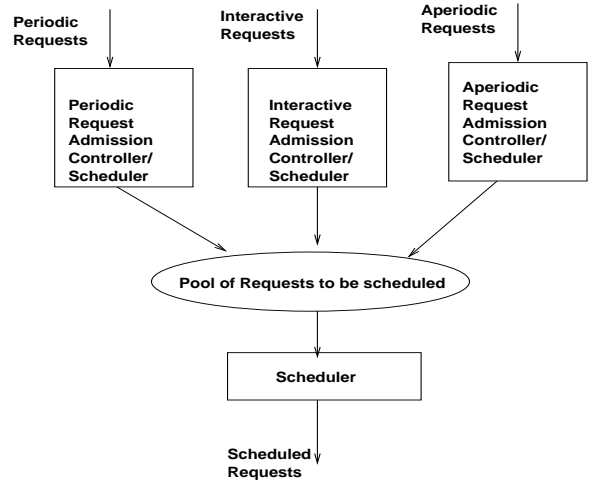 Periodic
Requests
Interactive
Requests
Aperiodic
Requests
Periodic
Request
Admission
Controller/
Scheduler
Interactive
Request
Admission
Controller/
Scheduler
Aperiodic
Request
Admission
Controller/
Scheduler
Pool of Requests to be scheduled
Scheduler
Scheduled
Requests